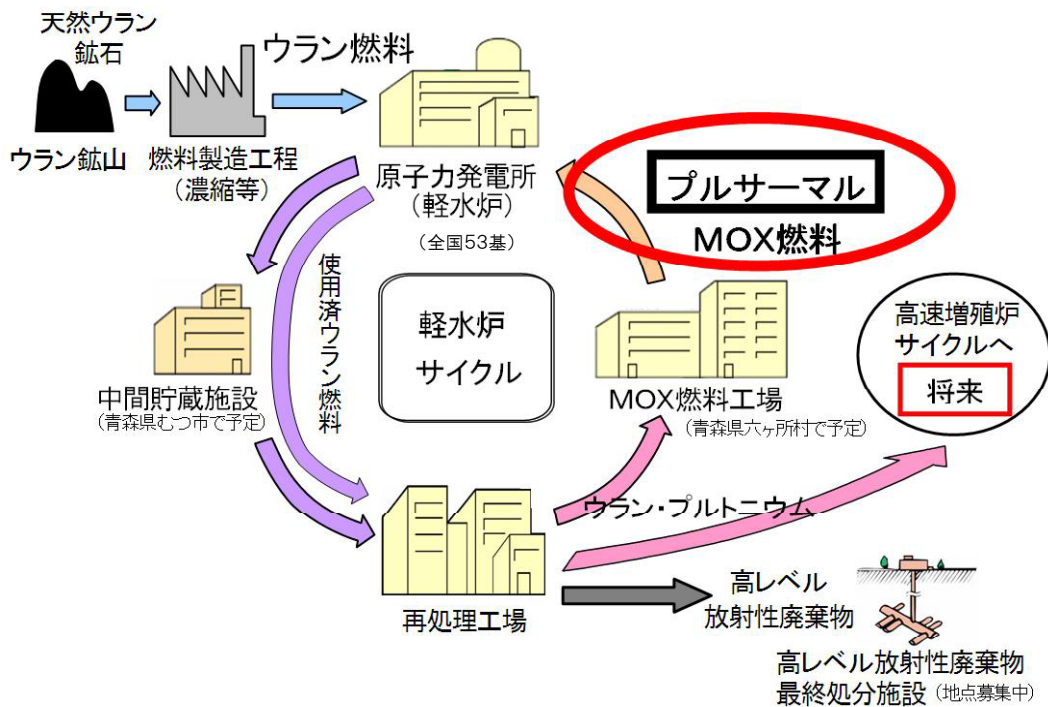 天然ウラン
鉱石
ウラン燃料
ウラン鉱山
燃料製造工程
（濃縮等）
原子力発電所
（軽水炉）
（全国53基）
プルサーマル
MOX燃料
使用済ウラン燃料
軽水炉
サイクル
中間貯蔵施設
（青森県むつ市で予定）
MOX燃料工場
（青森県六ヶ所村で予定）
高速増殖炉
サイクルへ
将来
ウラン・プルトニウム
再処理工場
高レベル
放射性廃棄物
高レベル放射性廃棄物
最終処分施設（地点募集中）